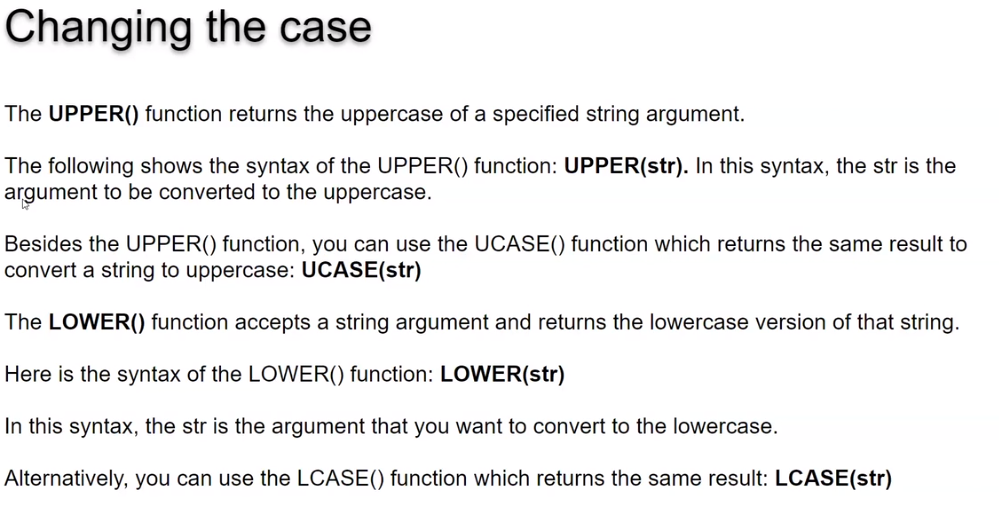 Changing the case
The UPPER() function returns the uppercase of a specified string argument.
The following shows the syntax of the UPPER() function: UPPER(str). In this syntax, the str is the
argument to be converted to the uppercase.
Besides the UPPER() function, you can use the UCASE() function which returns the same result to
convert a string to uppercase: UCASE(str)
The LOWER() function accepts a string argument and returns the lowercase version of that string.
Here is the syntax of the LOWER() function: LOWER(str)
In this syntax, the str is the argument that you want to convert to the lowercase.
Alternatively, you can use the LCASE() function which returns the same result: LCASE(str)